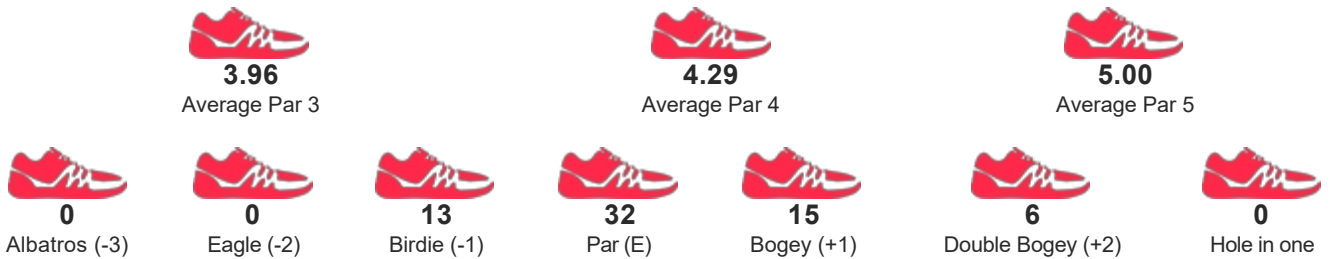 3.96 4.29 5.00
Average Par 3 Average Par 4 Average Par 5
0 0 13 32 15 6 0
Albatros (-3) Eagle (-2) Birdie (-1) Par (E) Bogey (+1) Double Bogey (+2) Hole in one